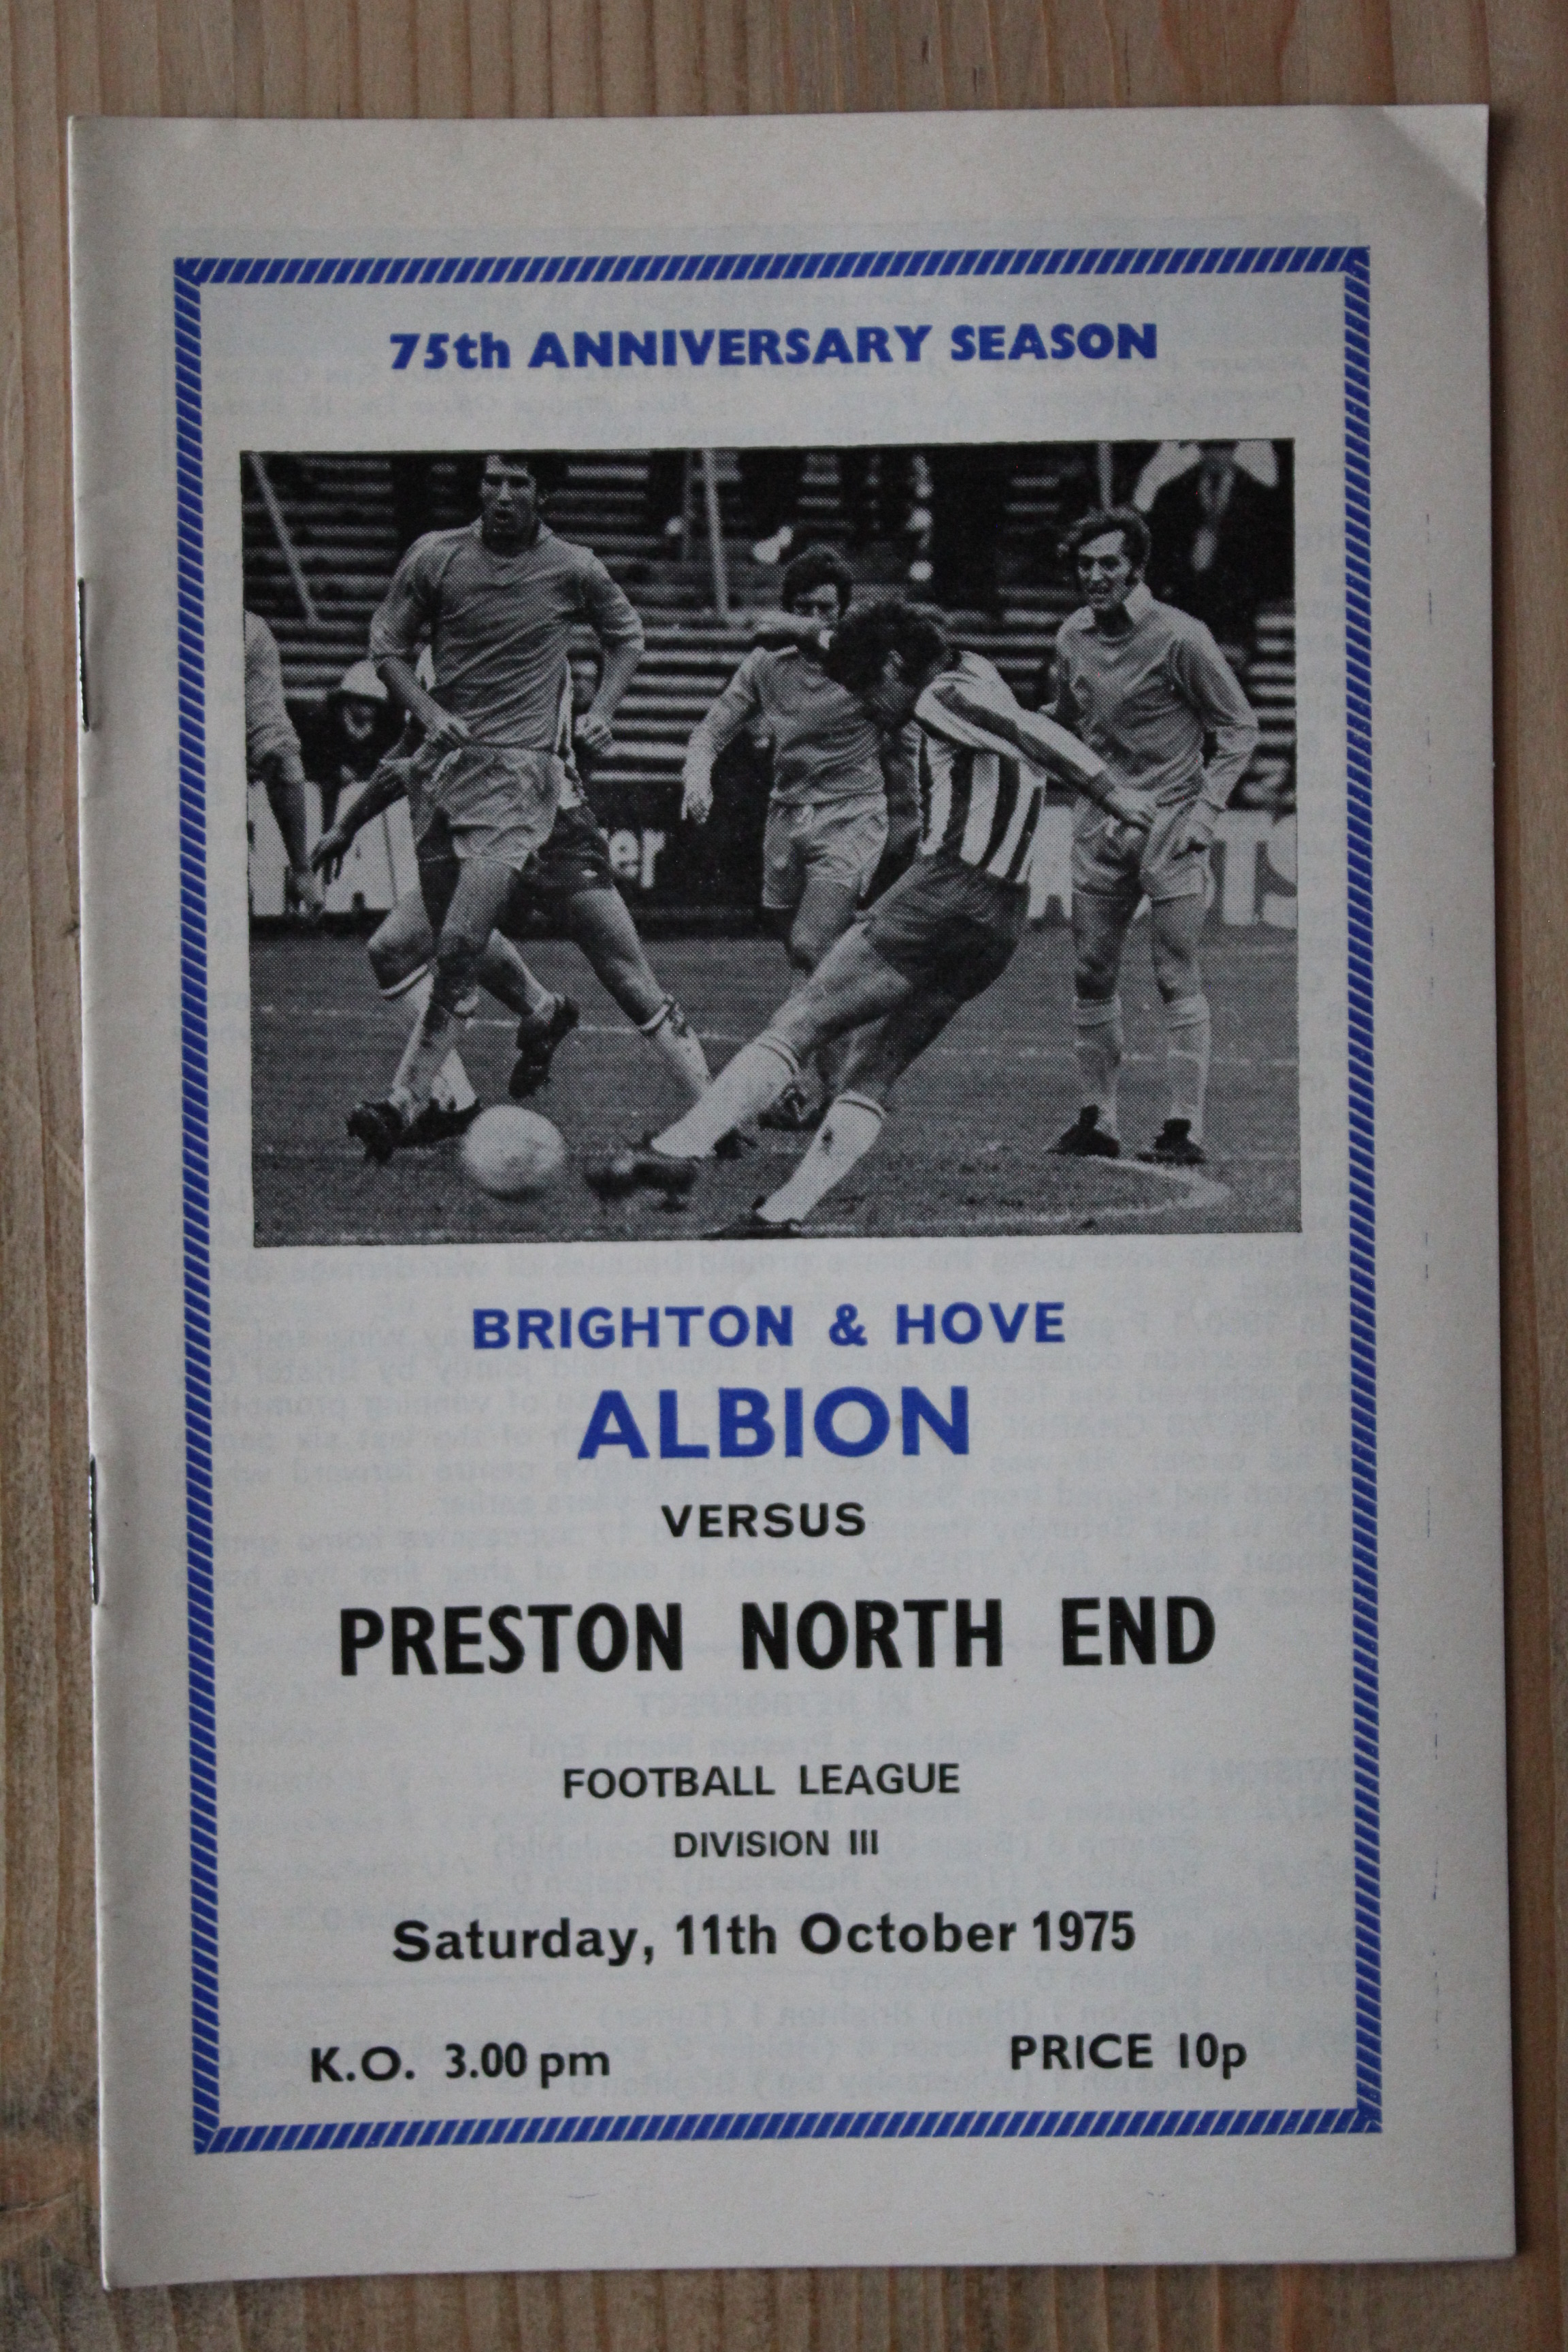 75th ANNIVERSARY SEASON
er
BRIGHTON & HOVE
ALBION
VERSUS
PRESTON NORTH END
FOOTBALL LEAGUE
DIVISION III
Saturday, 11th October 1975
K.O. 3.00 pm PRICE 10p